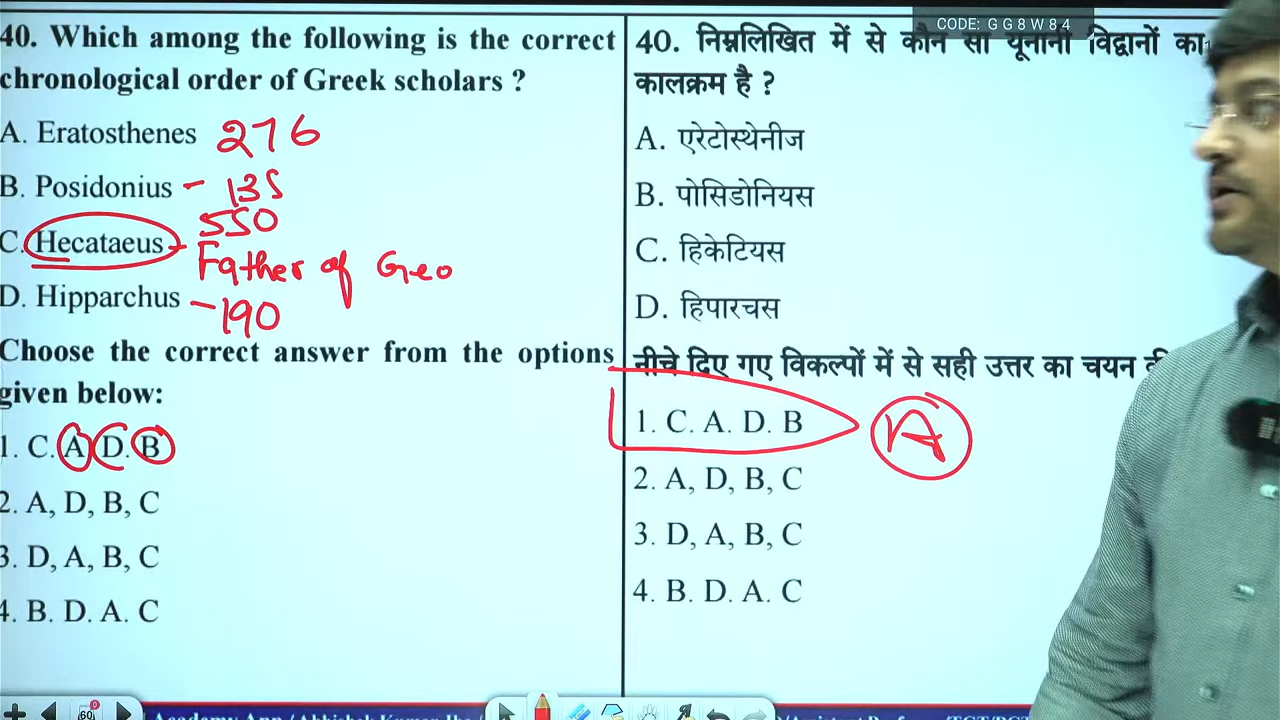 CODE: G G 8 W 8 4
40. Which among the following is the correct
chronological order of Greek scholars ?
A. Eratosthenes 276
B. Posidonius - 135
550
C. Hecataeus -
Father of Geo
D. Hipparchus - 190
Choose the correct answer from the options
given below:
1. C. A D. B
2. A, D, B, C
3. D, A, B, C
4. B. D. A. C
40. निम्नलिखित में से कौन सा यूनानी विद्वानों का
कालक्रम है ?
A. एरेटोस्थेनीज
B. पोसिडोनियस
C. हिकेटियस
D. हिपारचस
नीचे दिए गए विकल्पों में से सही उत्तर का चयन
1. C. A. D. B
A
2. A, D, B, C
3. D, A, B, C
4. B. D. A. C
60